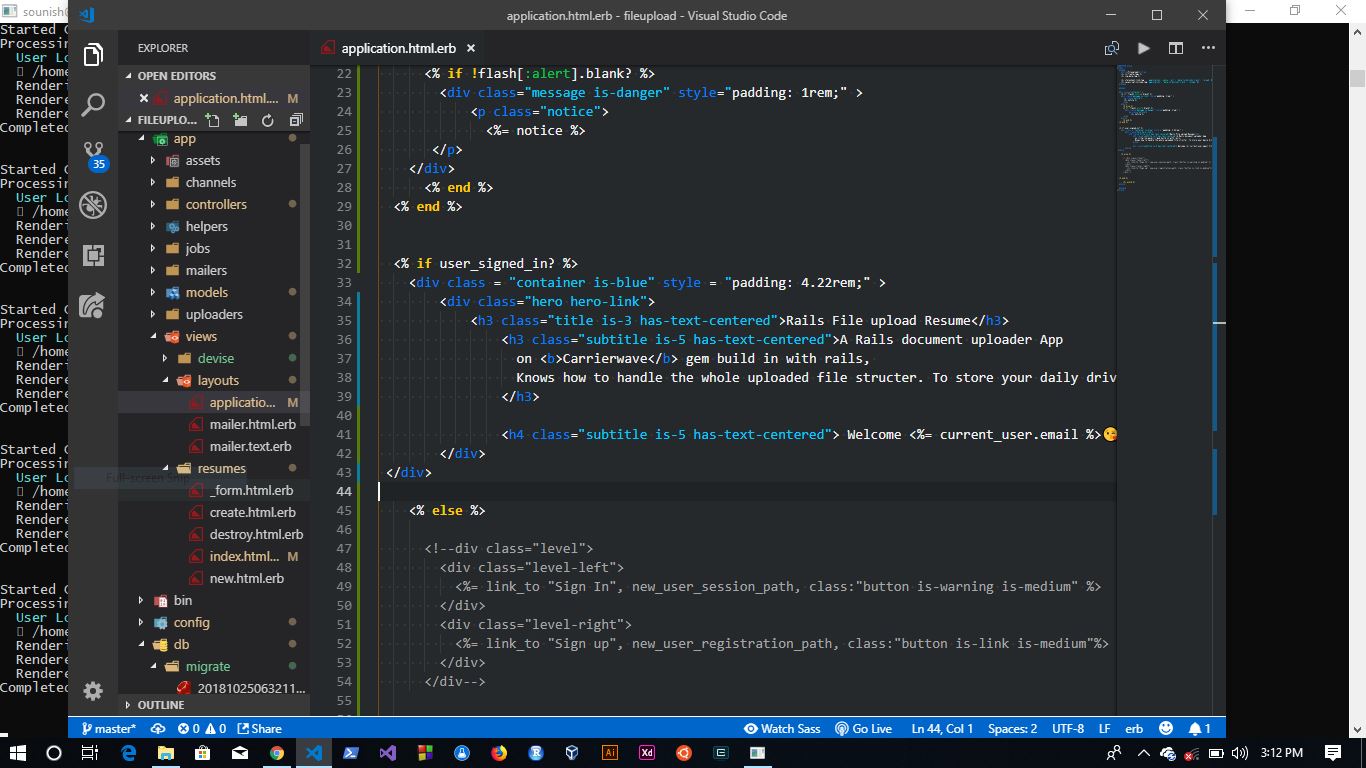 sounish
application.html.erb - fileupload - Visual Studio Code
Started
Processin
User Lo
/home
Render
Rendere
Rendere
Completed
Started
Processin
User Lo
/home
Render
Rendere
Rendere
Completed
Started
Processin
User Lo
/home
Render
Rendere
Rendere
Completed
Started
Processin
User Lo
/home
Render
Rendere
Rendere
Completed
Started
Processin
User Lo
/home
Render
Rendere
Rendere
Completed
35
EXPLORER
OPEN EDITORS
application.html.... M
FILEUPLO...
app
assets
channels
controllers
helpers
jobs
mailers
models
uploaders
views
devise
layouts
applicatio... M
mailer.html.erb
mailer.text.erb
resumes
Full-screen Snip
_form.html.erb
create.html.erb
destroy.html.erb
index.html... M
new.html.erb
bin
config
db
migrate
20181025063211...
OUTLINE
application.html.erb
22 <% if !flash[:alert].blank? %>
23 <div class="message is-danger" style="padding: 1rem;" >
24 <p class="notice">
25 <%= notice %>
26 </p>
27 </div>
28 <% end %>
29 <% end %>
30
31
32 <% if user_signed_in? %>
33 <div class = "container is-blue" style = "padding: 4.22rem;" >
34 <div class="hero hero-link">
35 <h3 class="title is-3 has-text-centered">Rails File upload Resume</h3>
36 <h3 class="subtitle is-5 has-text-centered">A Rails document uploader App
37 on <b>Carrierwave</b> gem build in with rails,
38 Knows how to handle the whole uploaded file structer. To store your daily driv
39 </h3>
40
41 <h4 class="subtitle is-5 has-text-centered"> Welcome <%= current_user.email %>😘
42 </div>
43 </div>
44
45 <% else %>
46
47 <!--div class="level">
48 <div class="level-left">
49 <%= link_to "Sign In", new_user_session_path, class:"button is-warning is-medium" %>
50 </div>
51 <div class="level-right">
52 <%= link_to "Sign up", new_user_registration_path, class:"button is-link is-medium"%>
53 </div>
54 </div-->
55
master* 0 0 Share Watch Sass Go Live Ln 44, Col 1 Spaces: 2 UTF-8 LF erb 1
Ai Xd 3:12 PM